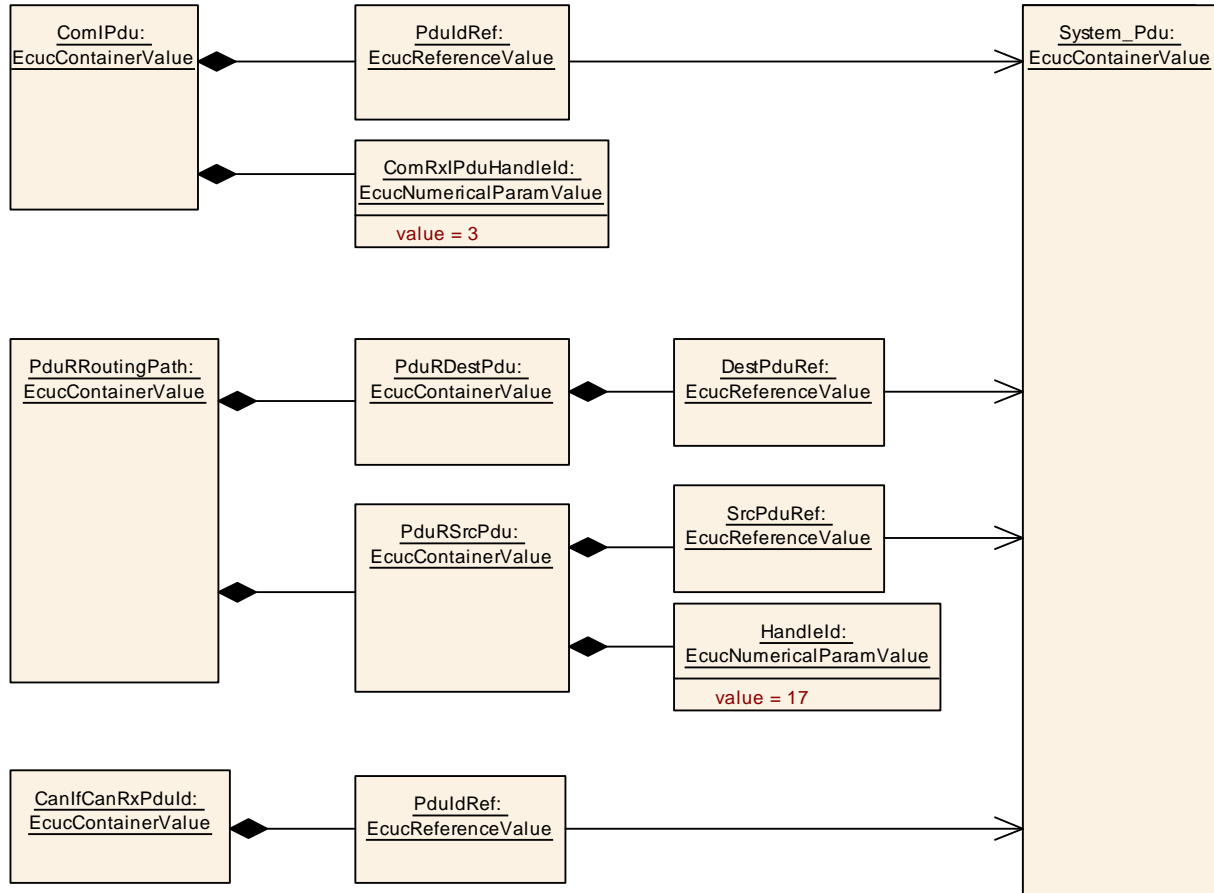 ComIPdu:
EcucContainerValue
PduIdRef:
EcucReferenceValue
System_Pdu:
EcucContainerValue
ComRxIPduHandleId:
EcucNumericalParamValue
value = 3
PduRRoutingPath:
EcucContainerValue
PduRDestPdu:
EcucContainerValue
DestPduRef:
EcucReferenceValue
PduRSrcPdu:
EcucContainerValue
SrcPduRef:
EcucReferenceValue
HandleId:
EcucNumericalParamValue
value = 17
CanIfCanRxPduId:
EcucContainerValue
PduIdRef:
EcucReferenceValue